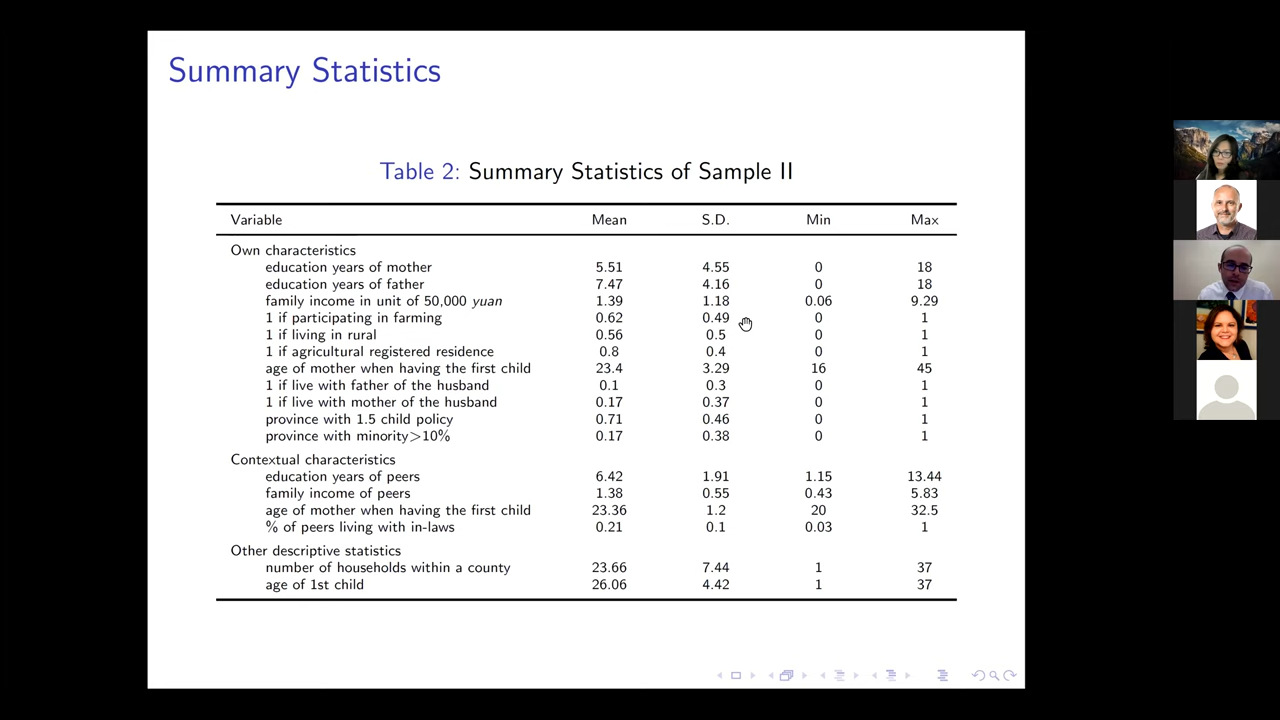 Summary Statistics
Table 2: Summary Statistics of Sample II
Variable Mean S.D. Min Max
Own characteristics
education years of mother 5.51 4.55 0 18
education years of father 7.47 4.16 0 18
family income in unit of 50,000 yuan 1.39 1.18 0.06 9.29
1 if participating in farming 0.62 0.49 0 1
1 if living in rural 0.56 0.5 0 1
1 if agricultural registered residence 0.8 0.4 0 1
age of mother when having the first child 23.4 3.29 16 45
1 if live with father of the husband 0.1 0.3 0 1
1 if live with mother of the husband 0.17 0.37 0 1
province with 1.5 child policy 0.71 0.46 0 1
province with minority>10% 0.17 0.38 0 1
Contextual characteristics
education years of peers 6.42 1.91 1.15 13.44
family income of peers 1.38 0.55 0.43 5.83
age of mother when having the first child 23.36 1.2 20 32.5
% of peers living with in-laws 0.21 0.1 0.03 1
Other descriptive statistics
number of households within a county 23.66 7.44 1 37
age of 1st child 26.06 4.42 1 37